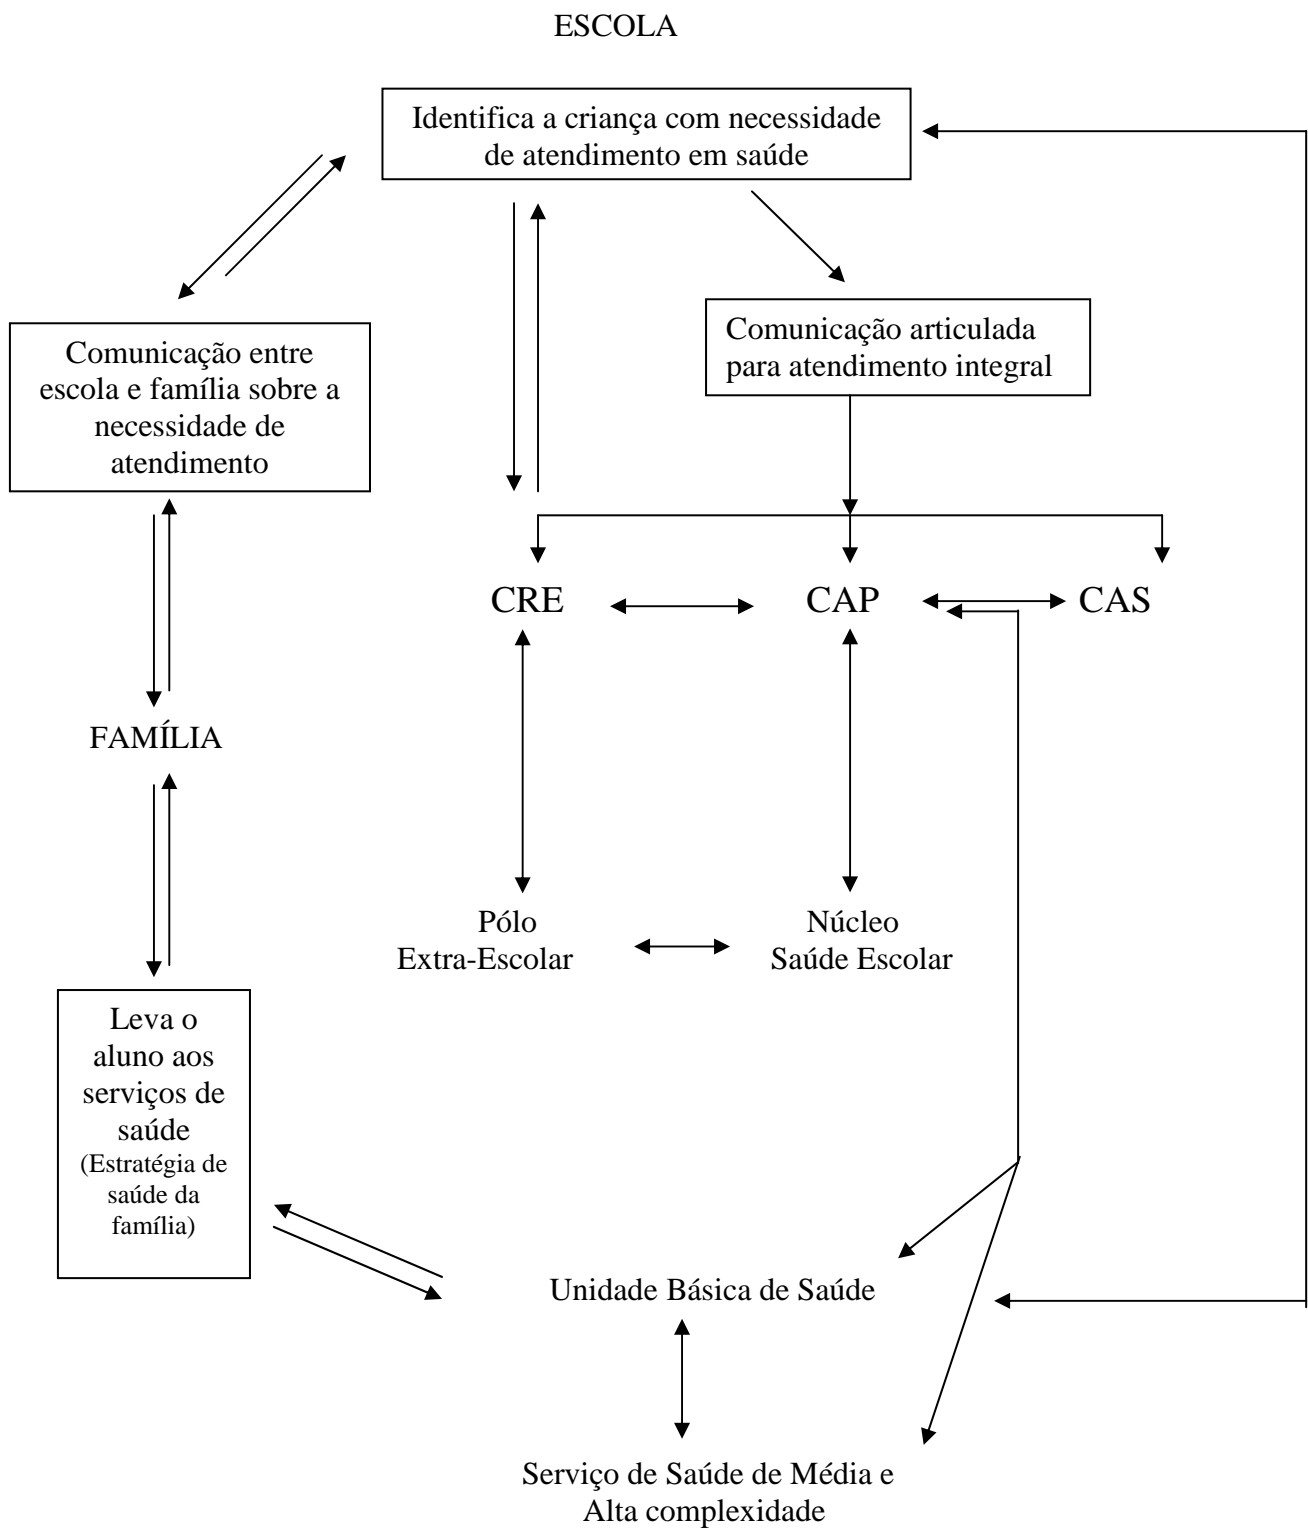 ESCOLA
Identifica a criança com necessidade
de atendimento em saúde
Comunicação articulada
para atendimento integral
Comunicação entre
escola e família sobre a
necessidade de
atendimento
CRE
CAP
CAS
FAMÍLIA
Pólo
Extra-Escolar
Núcleo
Saúde Escolar
Leva o
aluno aos
serviços de
saúde
(Estratégia de
saúde da
família)
Unidade Básica de Saúde
Serviço de Saúde de Média e
Alta complexidade